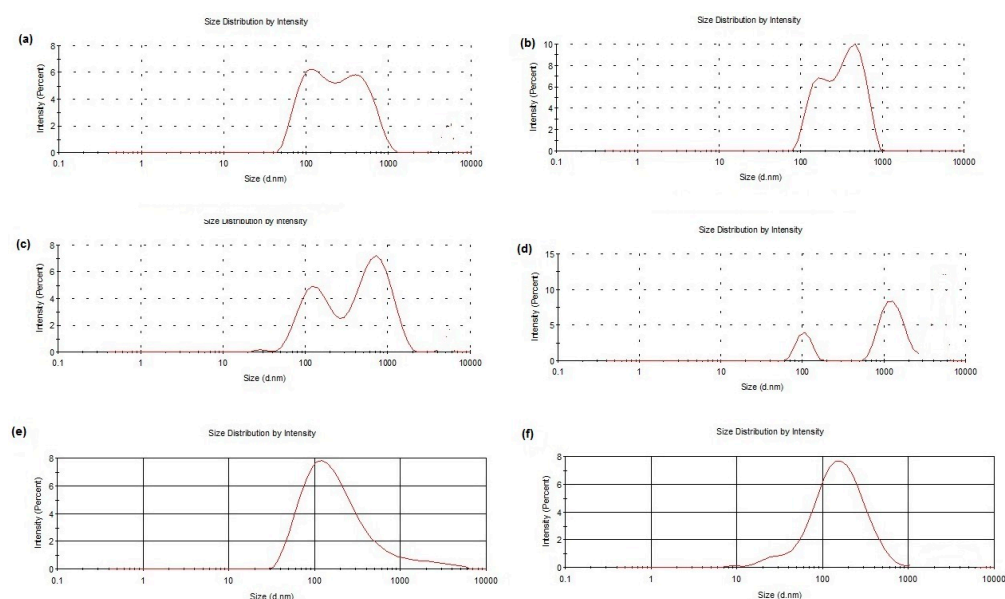 Size Distribution by Intensity
(a)
Intensity (Percent)
8
6
4
2
0
0.1 1 10 100 1000 10000
Size (d.nm)
Size Distribution by Intensity
(b)
Intensity (Percent)
10
8
6
4
2
0
0.1 1 10 100 1000 10000
Size (d.nm)
Size Distribution by Intensity
(c)
Intensity (Percent)
8
6
4
2
0
0.1 1 10 100 1000 10000
Size (d.nm)
Size Distribution by Intensity
(d)
Intensity (Percent)
15
10
5
0
0.1 1 10 100 1000 10000
Size (d.nm)
(e)
Size Distribution by Intensity
Intensity (Percent)
8
6
4
2
0
0.1 1 10 100 1000 10000
Size (d.nm)
(f)
Size Distribution by Intensity
Intensity (Percent)
8
6
4
2
0
0.1 1 10 100 1000 10000
Size (d.nm)